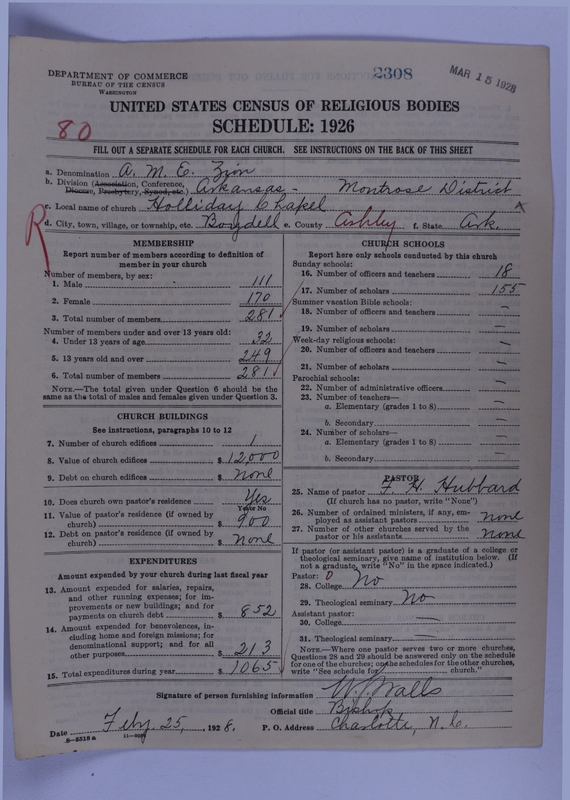 DEPARTMENT OF COMMERCE
BUREAU OF THE CENSUS
WASHINGTON
2308
MAR 15 1928
UNITED STATES CENSUS OF RELIGIOUS BODIES
SCHEDULE: 1926
80
FILL OUT A SEPARATE SCHEDULE FOR EACH CHURCH. SEE INSTRUCTIONS ON THE BACK OF THIS SHEET
a. Denomination A. M. E. Zion
b. Division (Association, Conference, Diocese, Presbytery, Synod, etc.) Arkansas - Montrose District
c. Local name of church Holliday Chapel
R
d. City, town, village, or township, etc. Boydell e. County Ashley f. State Ark.
MEMBERSHIP
Report number of members according to definition of
member in your church
Number of members, by sex:
1. Male 111
2. Female 170
3. Total number of members 281
Number of members under and over 13 years old:
4. Under 13 years of age 32
5. 13 years old and over 249
6. Total number of members 281
NOTE.—The total given under Question 6 should be the
same as the total of males and females given under Question 3.
CHURCH BUILDINGS
See instructions, paragraphs 10 to 12
7. Number of church edifices 1
8. Value of church edifices $ 12,000
9. Debt on church edifices $ none
10. Does church own pastor's residence Yes
Yes or No
11. Value of pastor's residence (if owned by
church) $ 900
12. Debt on pastor's residence (if owned by
church) $ none
EXPENDITURES
Amount expended by your church during last fiscal year
13. Amount expended for salaries, repairs,
and other running expenses; for im-
provements or new buildings; and for
payments on church debt $ 852
14. Amount expended for benevolences, in-
cluding home and foreign missions; for
denominational support; and for all
other purposes $ 213
15. Total expenditures during year $ 1065
CHURCH SCHOOLS
Report here only schools conducted by this church
Sunday schools:
16. Number of officers and teachers 18
17. Number of scholars 155
Summer vacation Bible schools:
18. Number of officers and teachers —
19. Number of scholars —
Week-day religious schools:
20. Number of officers and teachers —
21. Number of scholars —
Parochial schools:
22. Number of administrative officers —
23. Number of teachers—
a. Elementary (grades 1 to 8) —
b. Secondary —
24. Number of scholars—
a. Elementary (grades 1 to 8) —
b. Secondary —
PASTOR
25. Name of pastor F. H. Hubbard
(If church has no pastor, write "None")
26. Number of ordained ministers, if any, em-
ployed as assistant pastors none
27. Number of other churches served by the
pastor or his assistants none
If pastor (or assistant pastor) is a graduate of a college or
theological seminary, give name of institution below. (If
not a graduate, write "No" in the space indicated.)
Pastor: 0
28. College No
29. Theological seminary No
Assistant pastor:
30. College —
31. Theological seminary —
NOTE.—Where one pastor serves two or more churches,
Questions 28 and 29 should be answered only on the schedule
for one of the churches; on the schedules for the other churches,
write "See schedule for church."
Signature of person furnishing information W. J. Walls
Official title Bishop
Date Feby. 25, 1928. P. O. Address Charlotte, N. C.
8-5518 a